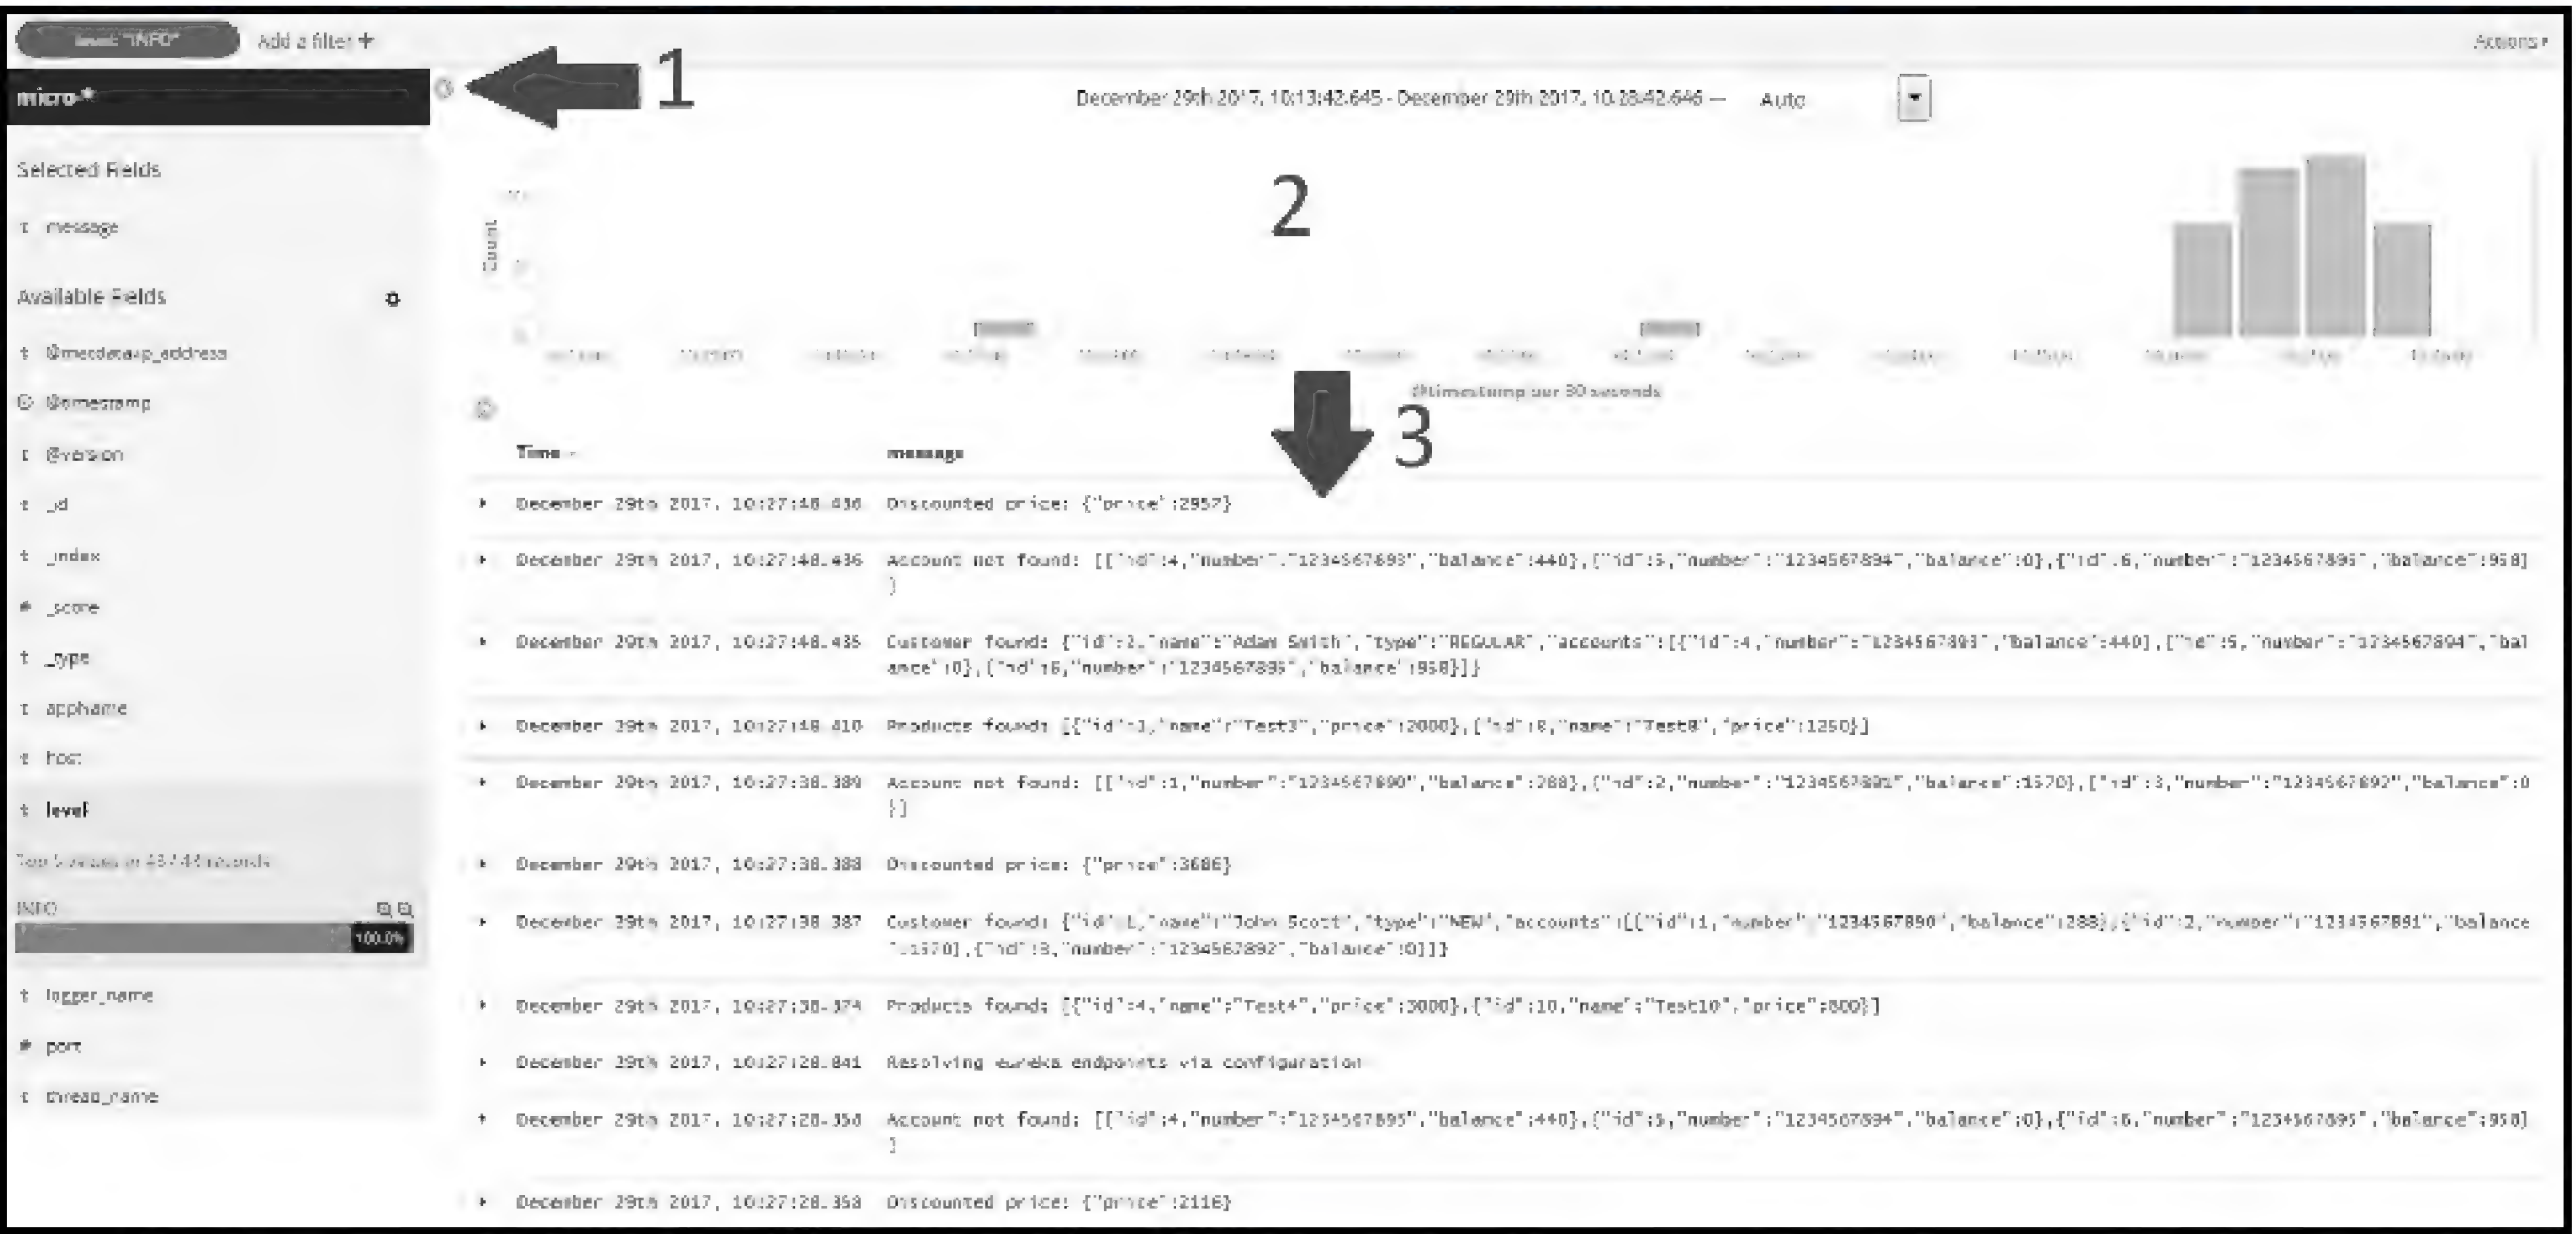 level: "INFO" Add a filter + Actions
micro-*
1
December 29th 2017, 10:13:42.645 - December 29th 2017, 10:28:42.646 — Auto
Selected Fields
t message
Available Fields
t
@timestamp
t @version
t _id
t _index
# _score
t _type
t appname
t host
t level
INFO
100.0%
t logger_name
# port
t thread_name
2
Count
@timestamp per 30 seconds
3
Time message
December 29th 2017, 10:27:48.436 Discounted price: {"price":2957}
December 29th 2017, 10:27:48.436 Account not found: [{"id":4,"number":"1234567893","balance":440},{"id":5,"number":"1234567894","balance":0},{"id":6,"number":"1234567895","balance":958}
]
December 29th 2017, 10:27:48.435 Customer found: {"id":2,"name":"Adam Smith","type":"REGULAR","accounts":[{"id":4,"number":"1234567893","balance":440},{"id":5,"number":"1234567894","bal
ance":0},{"id":6,"number":"1234567895","balance":958}]}
December 29th 2017, 10:27:48.410 Products found: [{"id":3,"name":"Test3","price":2000},{"id":8,"name":"Test8","price":1250}]
December 29th 2017, 10:27:38.389 Account not found: [{"id":1,"number":"1234567890","balance":288},{"id":2,"number":"1234567891","balance":1570},{"id":3,"number":"1234567892","balance":0
}]
December 29th 2017, 10:27:38.388 Discounted price: {"price":3686}
December 29th 2017, 10:27:38.387 Customer found: {"id":1,"name":"John Scott","type":"NEW","accounts":[{"id":1,"number":"1234567890","balance":288},{"id":2,"number":"1234567891","balance
":1570},{"id":3,"number":"1234567892","balance":0}]}
December 29th 2017, 10:27:38.374 Products found: [{"id":4,"name":"Test4","price":3000},{"id":10,"name":"Test10","price":800}]
December 29th 2017, 10:27:28.841 Resolving eureka endpoints via configuration
December 29th 2017, 10:27:28.358 Account not found: [{"id":4,"number":"1234567893","balance":440},{"id":5,"number":"1234567894","balance":0},{"id":6,"number":"1234567895","balance":958}
]
December 29th 2017, 10:27:28.358 Discounted price: {"price":2116}